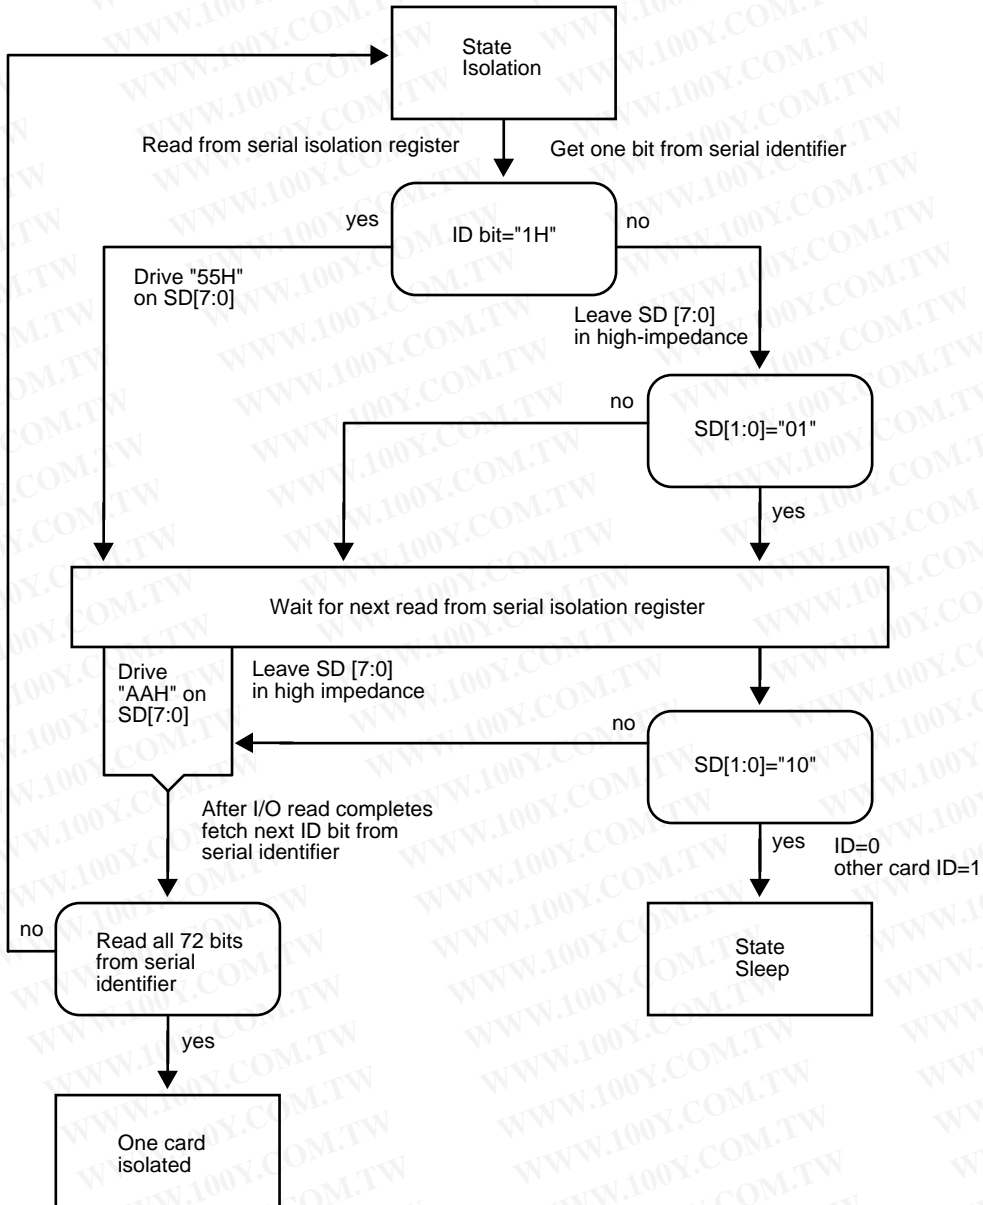 State
Isolation
Read from serial isolation register
Get one bit from serial identifier
yes
ID bit="1H"
no
Drive "55H"
on SD[7:0]
Leave SD [7:0]
in high-impedance
no
SD[1:0]="01"
yes
Wait for next read from serial isolation register
Drive
"AAH" on
SD[7:0]
Leave SD [7:0]
in high impedance
no
SD[1:0]="10"
After I/O read completes
fetch next ID bit from
serial identifier
yes
ID=0
other card ID=1
no
Read all 72 bits
from serial
identifier
State
Sleep
yes
One card
isolated
WWW.100Y.COM.TW